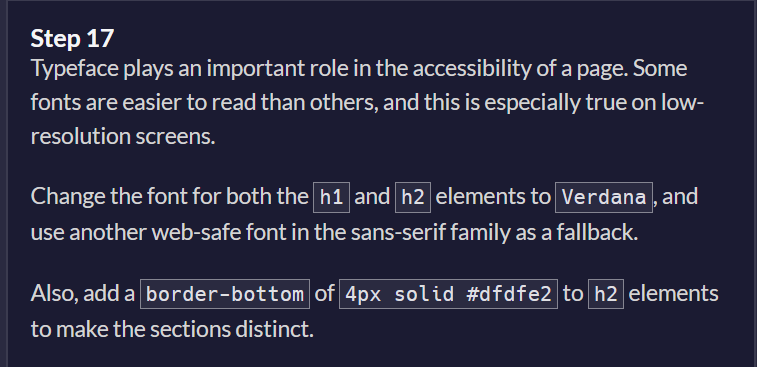 Step 17
Typeface plays an important role in the accessibility of a page. Some
fonts are easier to read than others, and this is especially true on low-
resolution screens.
Change the font for both the h1 and h2 elements to Verdana, and
use another web-safe font in the sans-serif family as a fallback.
Also, add a border-bottom of 4px solid #dfdfe2 to h2 elements
to make the sections distinct.